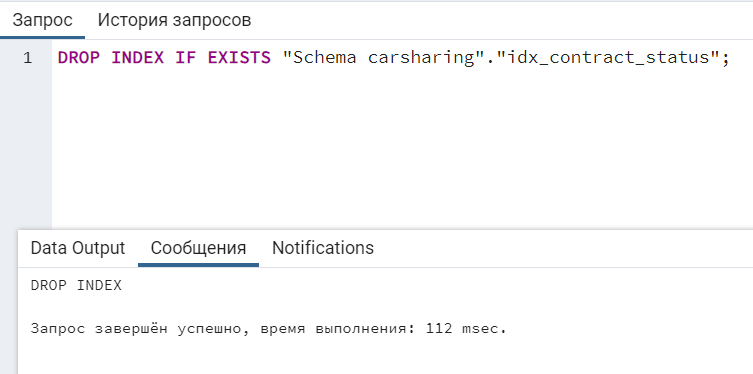 Запрос История запросов
1 DROP INDEX IF EXISTS "Schema carsharing"."idx_contract_status";
Data Output Сообщения Notifications
DROP INDEX
Запрос завершён успешно, время выполнения: 112 msec.